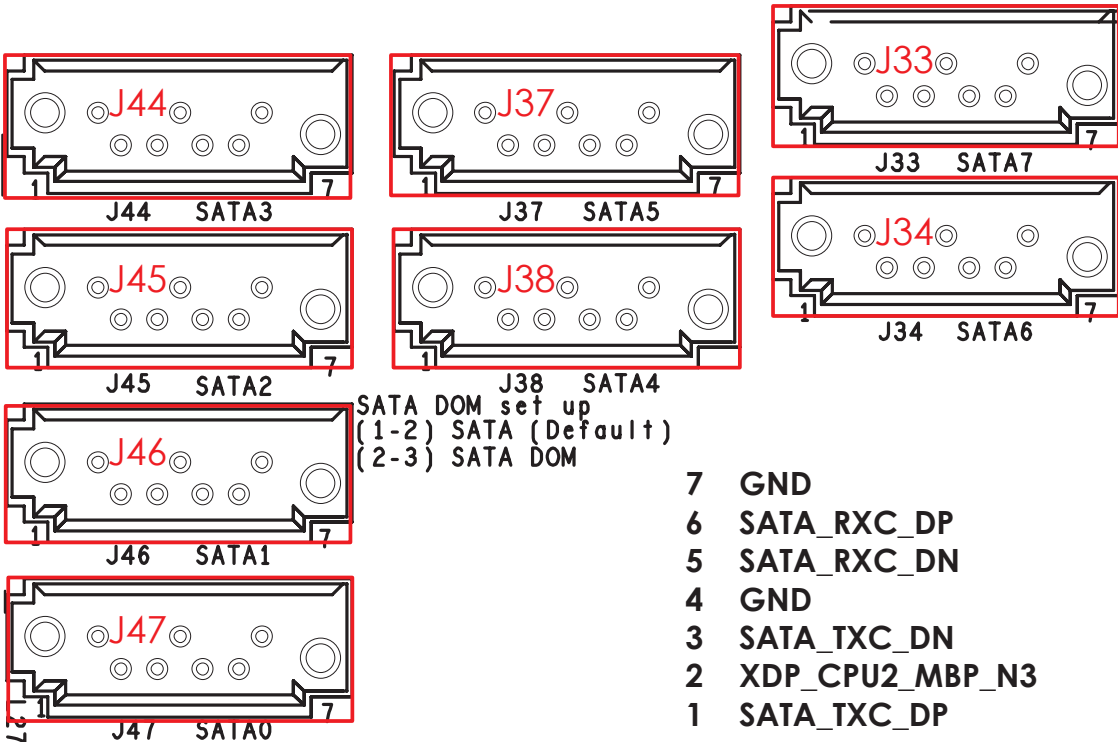 J44
1 7
J44 SATA3
J45
1 7
J45 SATA2
J46
1 7
J46 SATA1
J47
1 7
J47 SATA0
27
J37
1 7
J37 SATA5
J38
J38 SATA4
SATA DOM set up
(1-2) SATA (Default)
(2-3) SATA DOM
J33
1 7
J33 SATA7
J34
1 7
J34 SATA6
7 GND
6 SATA_RXC_DP
5 SATA_RXC_DN
4 GND
3 SATA_TXC_DN
2 XDP_CPU2_MBP_N3
1 SATA_TXC_DP